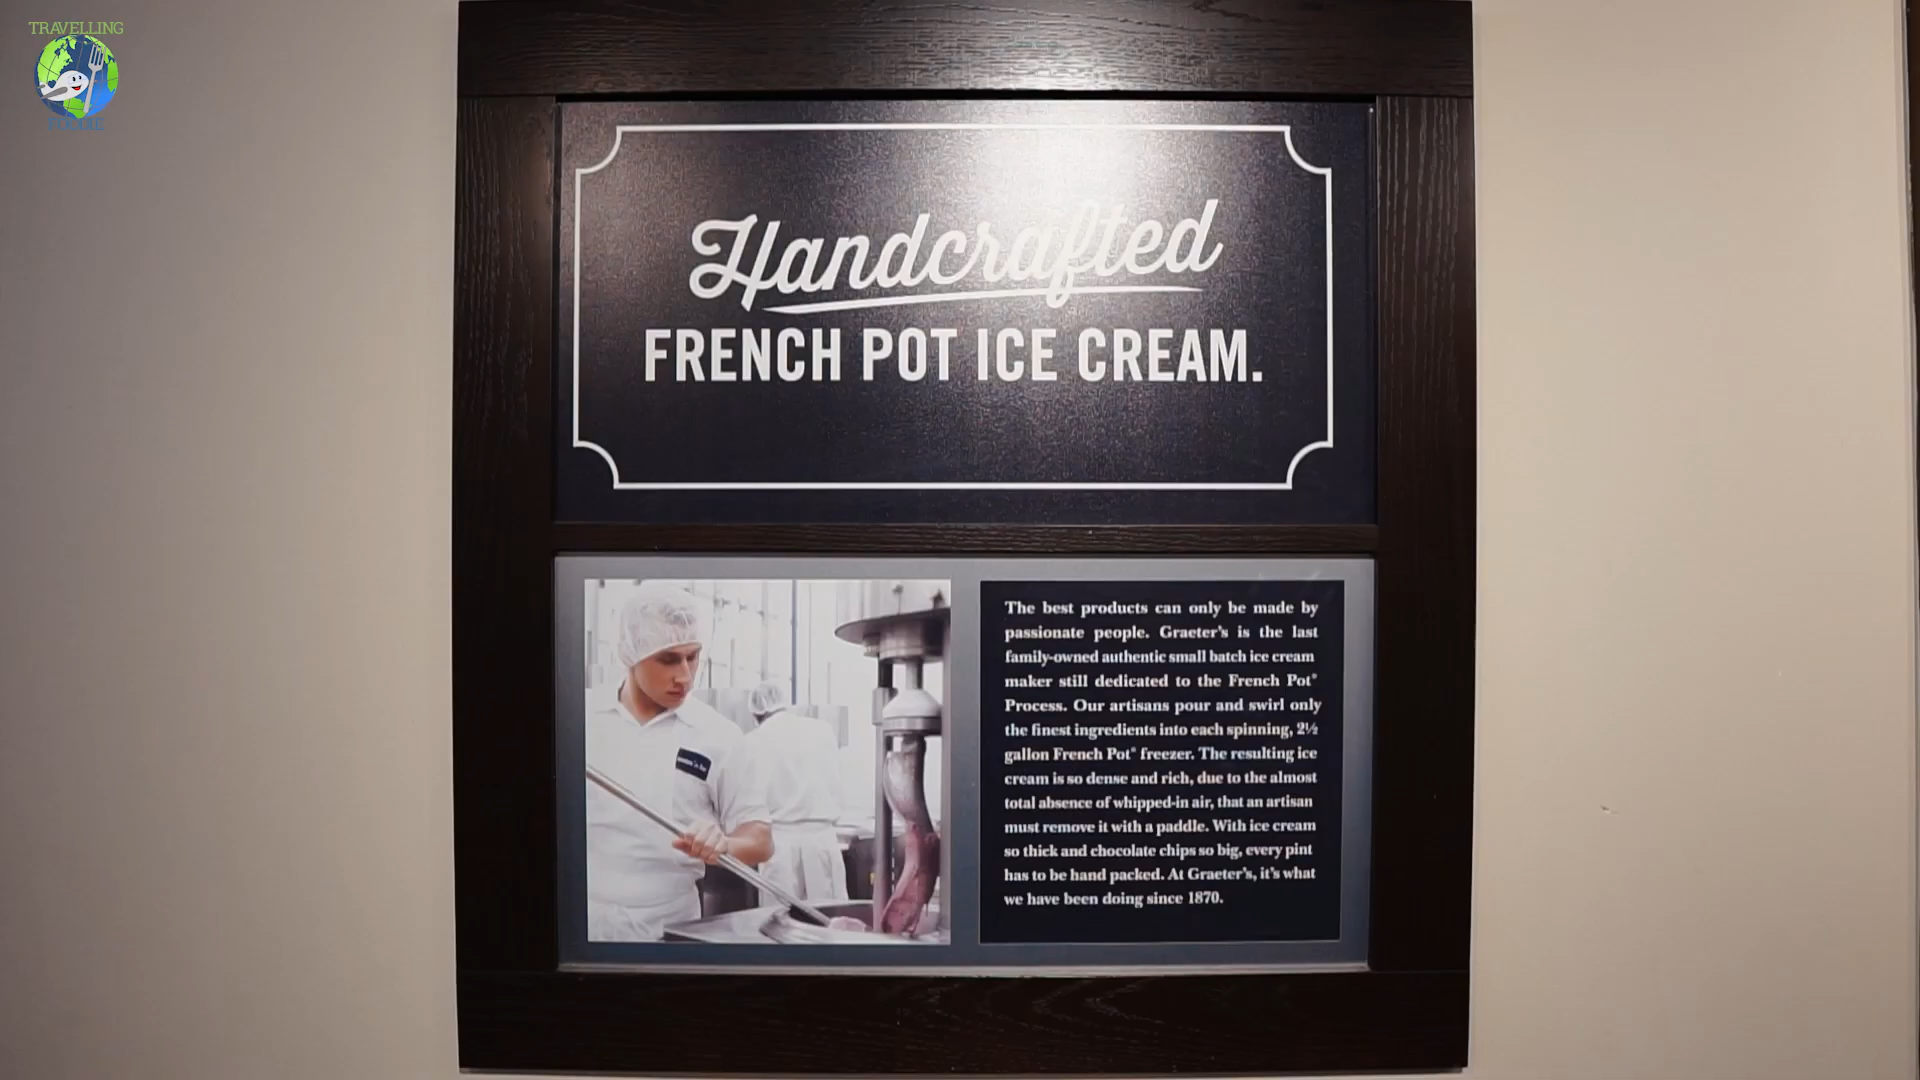 TRAVELLING
FOODIE
Handcrafted
FRENCH POT ICE CREAM.
The best products can only be made by
passionate people. Graeter's is the last
family-owned authentic small batch ice cream
maker still dedicated to the French Pot®
Process. Our artisans pour and swirl only
the finest ingredients into each spinning, 2½
gallon French Pot® freezer. The resulting ice
cream is so dense and rich, due to the almost
total absence of whipped-in air, that an artisan
must remove it with a paddle. With ice cream
so thick and chocolate chips so big, every pint
has to be hand packed. At Graeter's, it's what
we have been doing since 1870.